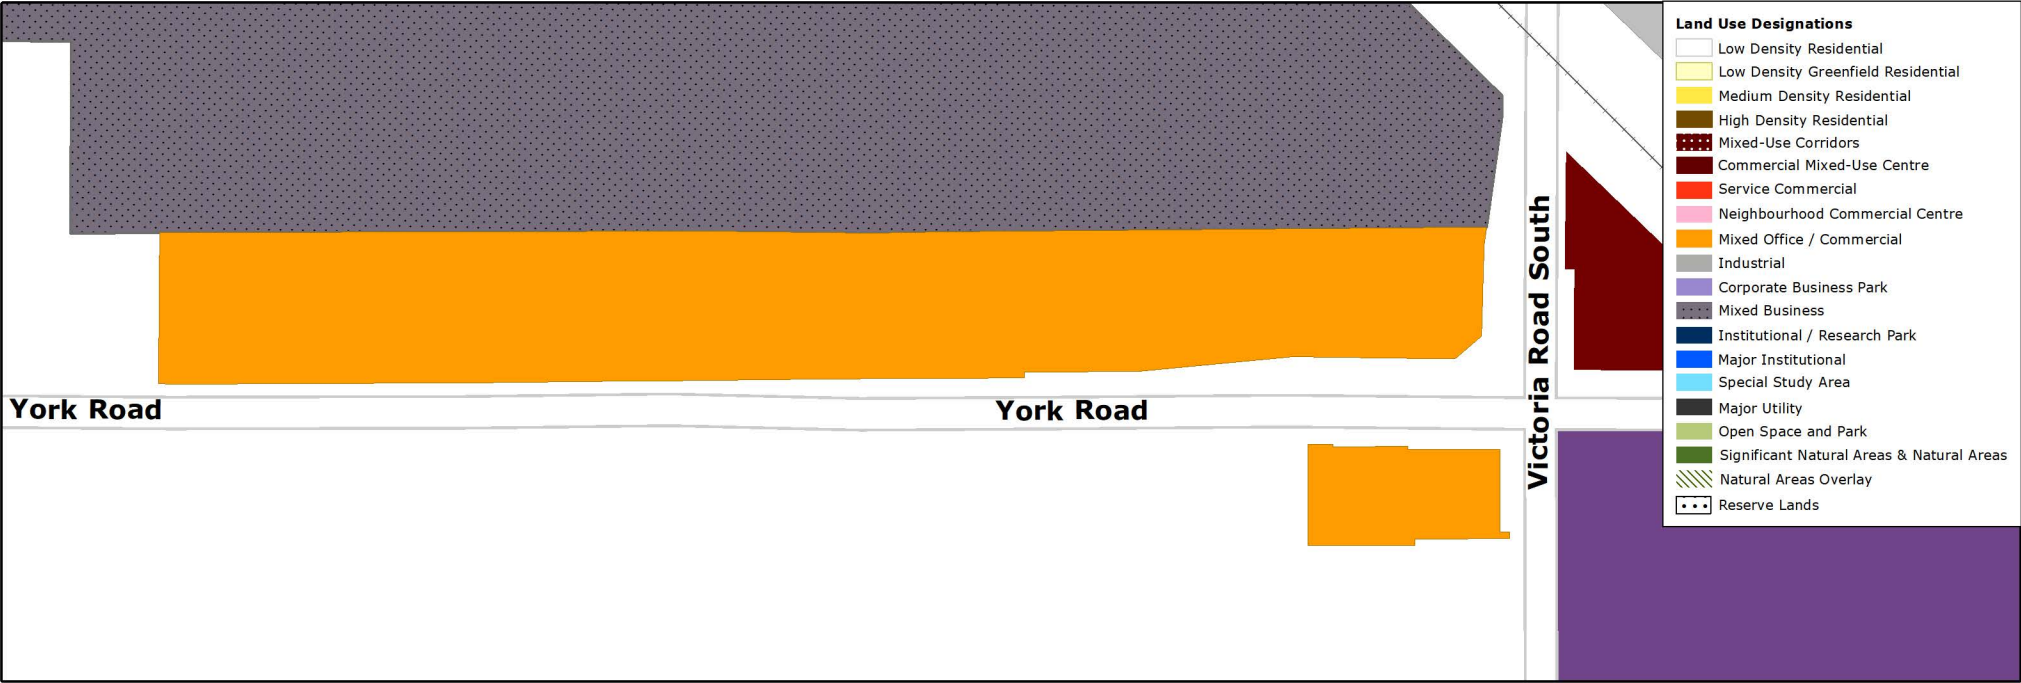 Land Use Designations
Low Density Residential
Low Density Greenfield Residential
Medium Density Residential
High Density Residential
Mixed-Use Corridors
Commercial Mixed-Use Centre
Service Commercial
Neighbourhood Commercial Centre
Mixed Office / Commercial
Industrial
Corporate Business Park
Mixed Business
Institutional / Research Park
Major Institutional
Special Study Area
Major Utility
Open Space and Park
Significant Natural Areas & Natural Areas
Natural Areas Overlay
Reserve Lands
York Road
York Road
Victoria Road South